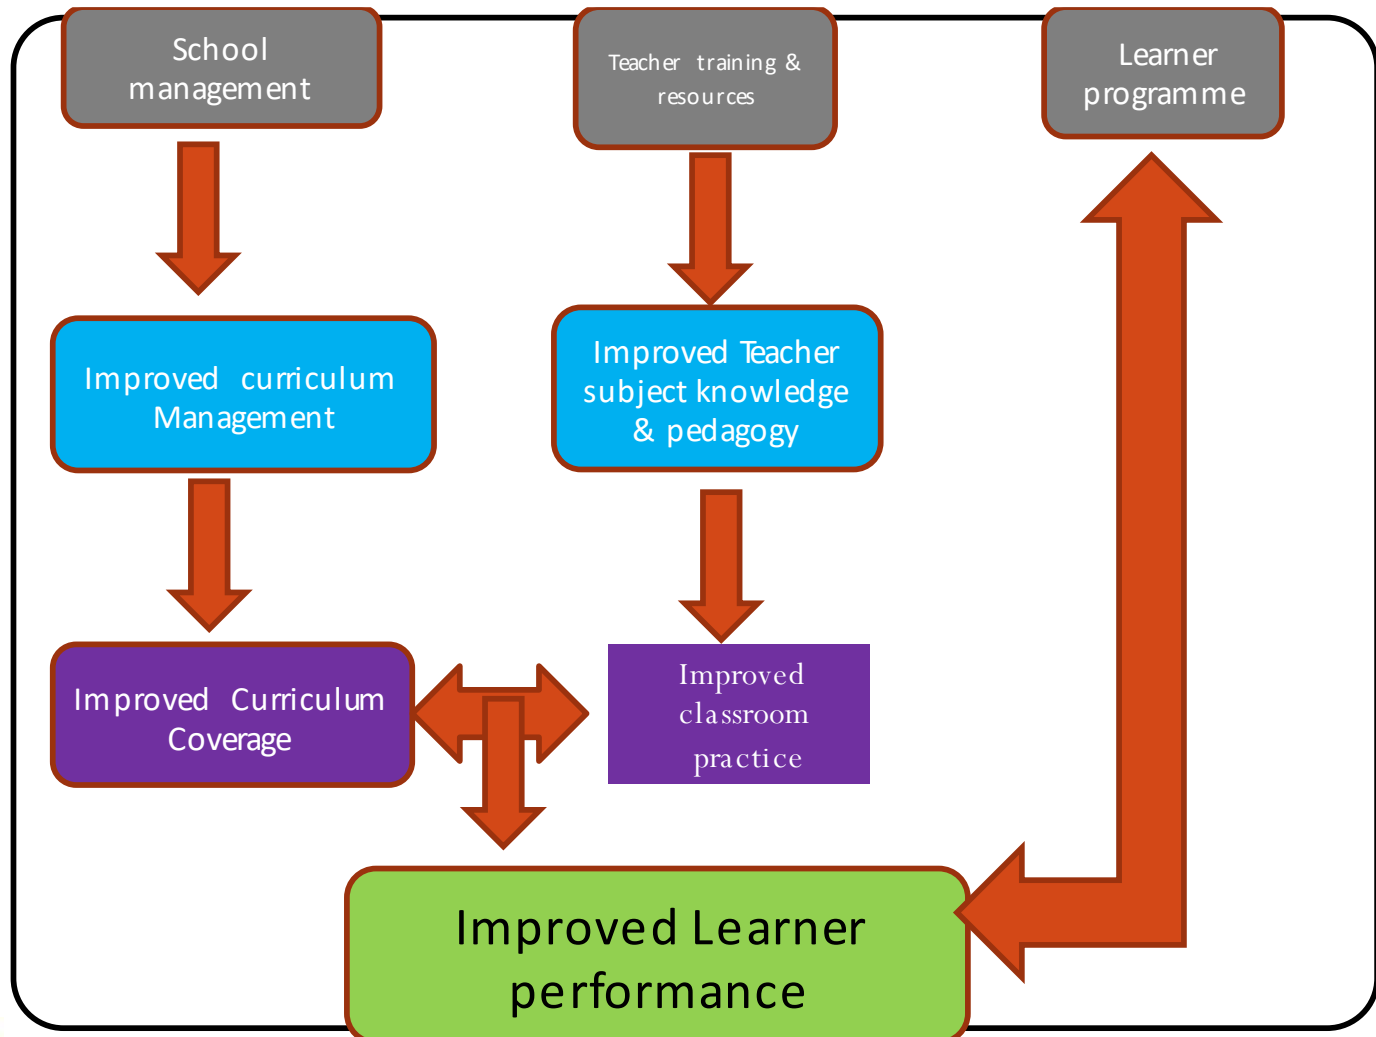 School
management
Teacher training &
resources
Learner
programme
Improved curriculum
Management
Improved Teacher
subject knowledge
& pedagogy
Improved Curriculum
Coverage
Improved
classroom
practice
Improved Learner
performance